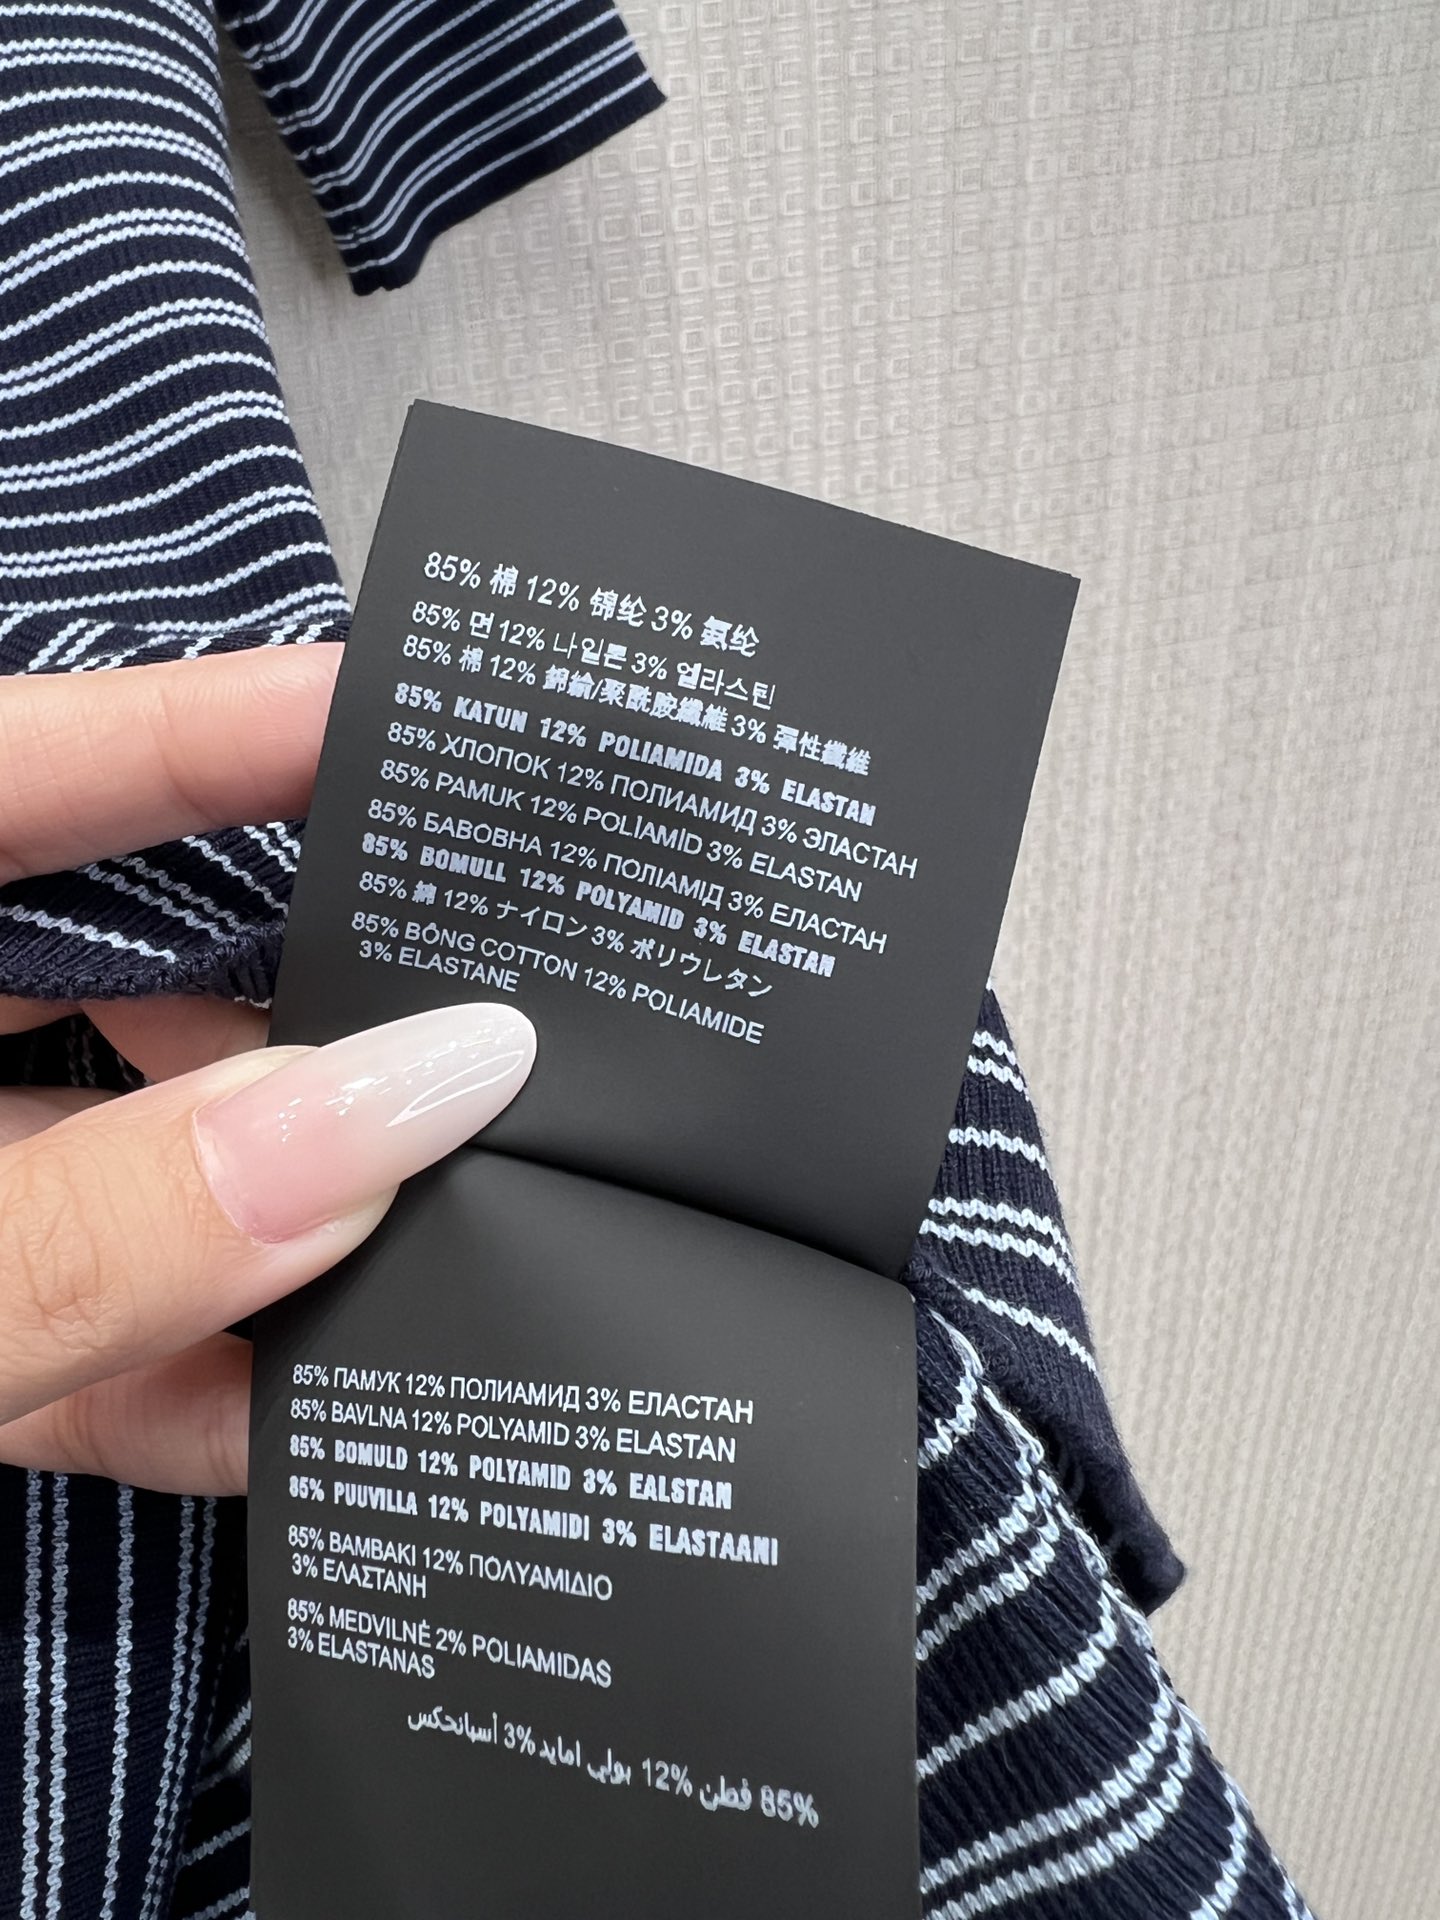 85% 棉 12% 锦纶 3% 氨纶
85% 면 12% 나일론 3% 엘라스틴
85% 棉 12% 錦綸/聚酰胺纖維 3% 彈性纖維
85% KATUN 12% POLIAMIDA 3% ELASTAN
85% ХЛОПОК 12% ПОЛИАМИД 3% ЭЛАСТАН
85% PAMUK 12% POLİAMID 3% ELASTAN
85% БАВОВНА 12% ПОЛІАМІД 3% ЕЛАСТАН
85% BOMULL 12% POLYAMID 3% ELASTAN
85% 綿 12% ナイロン 3% ポリウレタン
85% BÔNG COTTON 12% POLIAMIDE
3% ELASTANE
85% ПАМУК 12% ПОЛИАМИД 3% ЕЛАСТАН
85% BAVLNA 12% POLYAMID 3% ELASTAN
85% BOMULD 12% POLYAMID 3% EALSTAN
85% PUUVILLA 12% POLYAMIDI 3% ELASTAANI
85% BAMBAKI 12% ΠΟΛΥΑΜΙΔΙΟ
3% ΕΛΑΣΤΑΝΗ
85% MEDVILNĖ 2% POLIAMIDAS
3% ELASTANAS
85% قطن 12% بولي امايد 3% أسبانحكس